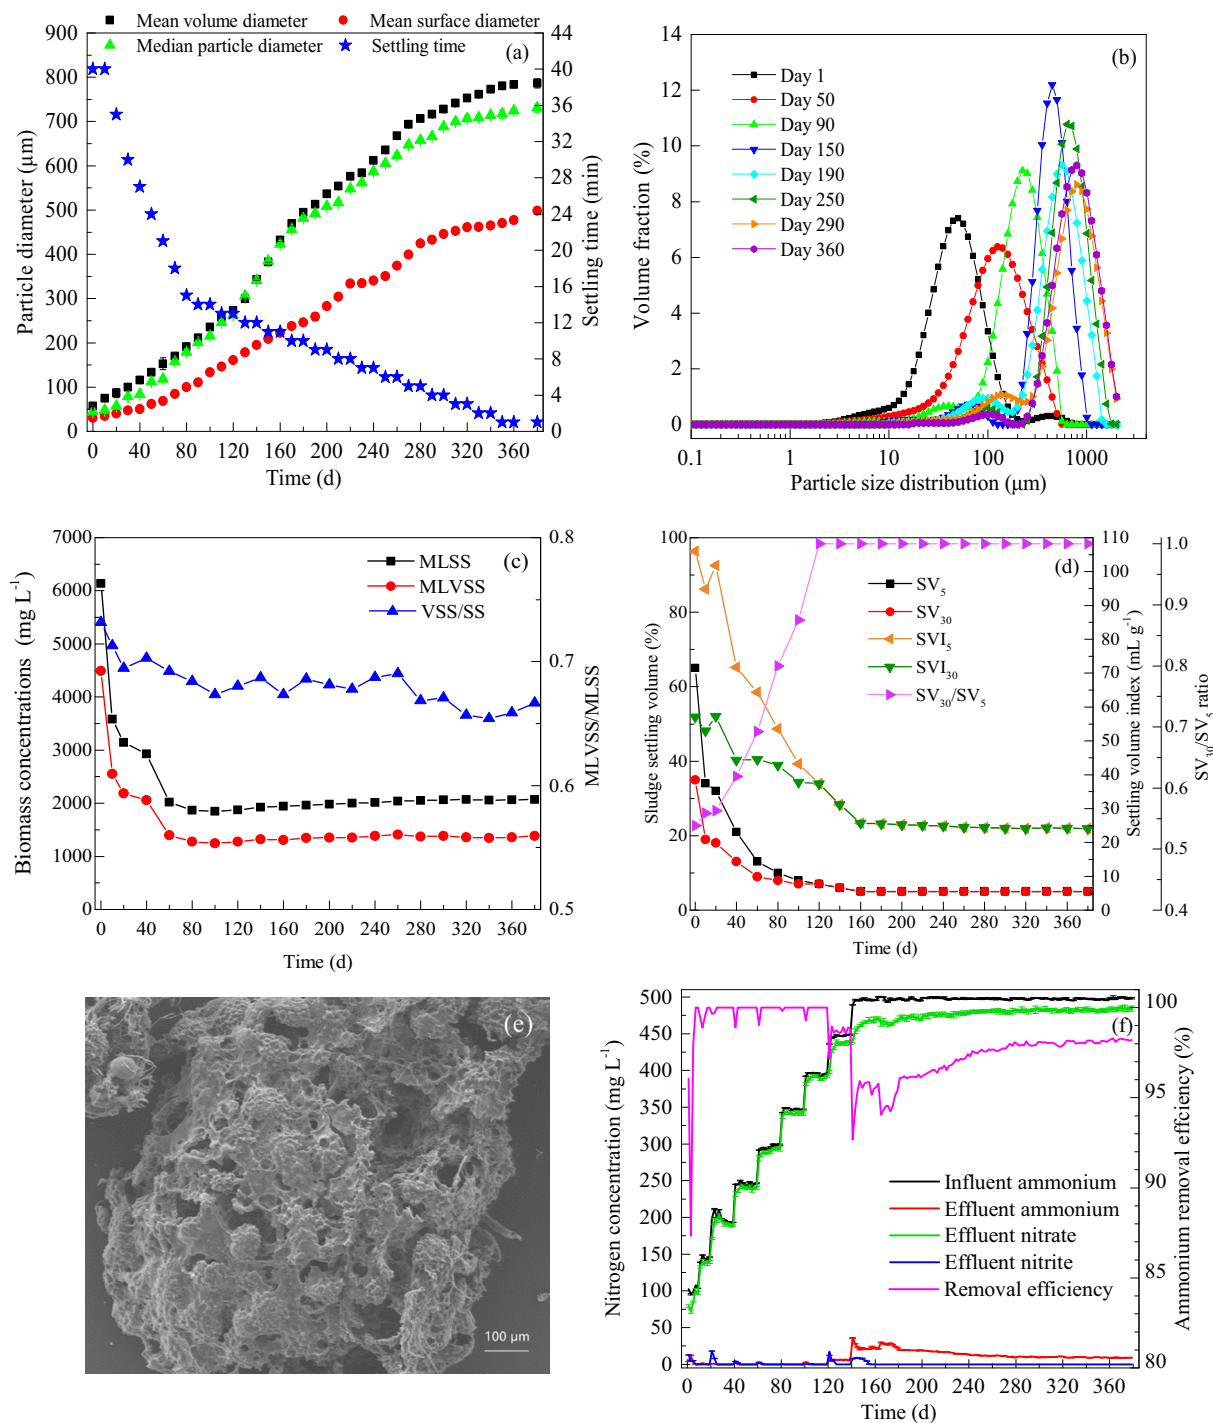 Mean volume diameter
Mean surface diameter
Median particle diameter
Settling time
(a)
900
800
700
600
500
400
300
200
100
0
Particle diameter (μm)
44
40
36
32
28
24
20
16
12
8
4
0
Settling time (min)
0 40 80 120 160 200 240 280 320 360
Time (d)
(b)
Day 1
Day 50
Day 90
Day 150
Day 190
Day 250
Day 290
Day 360
14
12
10
8
6
4
2
0
Volume fraction (%)
0.1 1 10 100 1000
Particle size distribution (μm)
(c)
MLSS
MLVSS
VSS/SS
7000
6000
5000
4000
3000
2000
1000
0
Biomass concentrations (mg L-1)
0.8
0.7
0.6
0.5
MLVSS/MLSS
0 40 80 120 160 200 240 280 320 360
Time (d)
(d)
SV5
SV30
SVI5
SVI30
SV30/SV5
100
80
60
40
20
0
Sludge settling volume (%)
110
100
90
80
70
60
50
40
30
20
10
0
Settling volume index (mL g-1)
1.0
0.9
0.8
0.7
0.6
0.5
0.4
SV30/SV5 ratio
0 40 80 120 160 200 240 280 320 360
Time (d)
(e)
100 μm
(f)
Influent ammonium
Effluent ammonium
Effluent nitrate
Effluent nitrite
Removal efficiency
500
450
400
350
300
250
200
150
100
50
0
Nitrogen concentration (mg L-1)
100
95
90
85
80
Ammonium removal effciency (%)
0 40 80 120 160 200 240 280 320 360
Time (d)